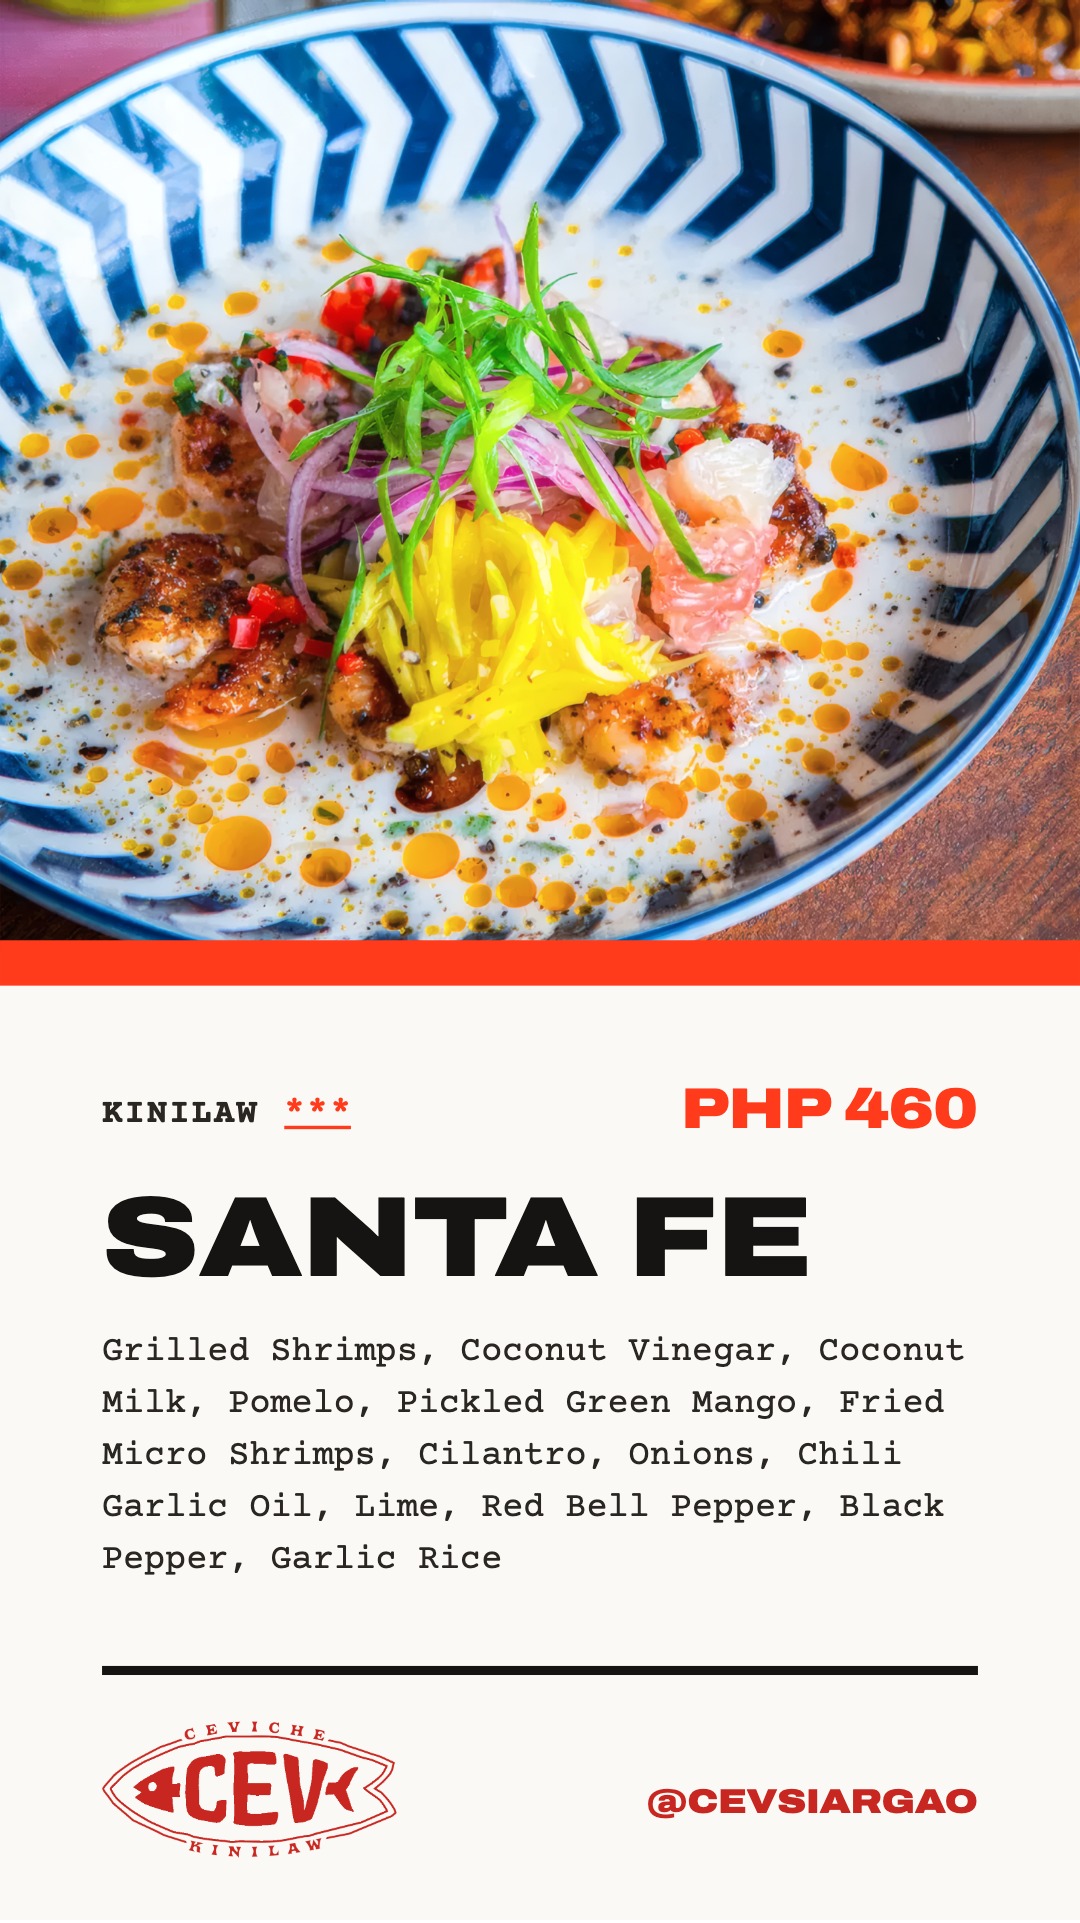 KINILAW ***
PHP 460
SANTA FE
Grilled Shrimps, Coconut Vinegar, Coconut
Milk, Pomelo, Pickled Green Mango, Fried
Micro Shrimps, Cilantro, Onions, Chili
Garlic Oil, Lime, Red Bell Pepper, Black
Pepper, Garlic Rice
CEVICHE
CEV
KINILAW
@CEVSIARGAO